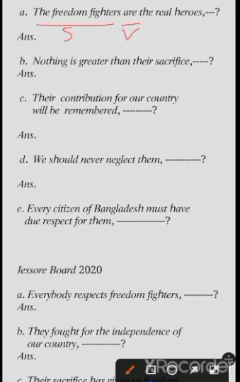 a. The freedom fighters are the real heroes,---?
S V
Ans.
b. Nothing is greater than their sacrifice,-----?
Ans.
c. Their contribution for our country
will be remembered, ---------?
Ans.
d. We should never neglect them, -----------?
Ans.
e. Every citizen of Bangladesh must have
due respect for them, ---------------?
Jessore Board 2020
a. Everybody respects freedom fighters, ---------?
Ans.
b. They fought for the independence of
our country, ------------?
Ans.
XRecorder
c. Their sacrifice has